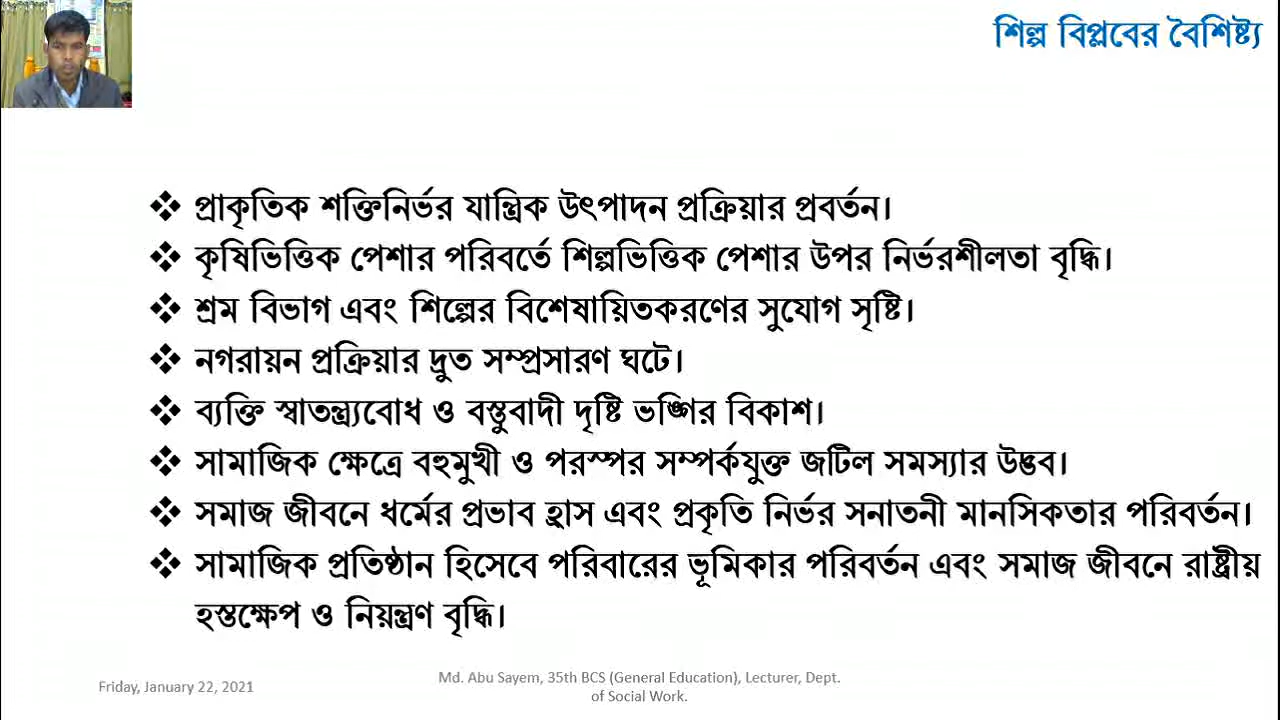 শিল্প বিপ্লবের বৈশিষ্ট্য
❖ প্রাকৃতিক শক্তিনির্ভর যান্ত্রিক উৎপাদন প্রক্রিয়ার প্রবর্তন।
❖ কৃষিভিত্তিক পেশার পরিবর্তে শিল্পভিত্তিক পেশার উপর নির্ভরশীলতা বৃদ্ধি।
❖ শ্রম বিভাগ এবং শিল্পের বিশেষায়িতকরণের সুযোগ সৃষ্টি।
❖ নগরায়ন প্রক্রিয়ার দ্রুত সম্প্রসারণ ঘটে।
❖ ব্যক্তি স্বাতন্ত্র্যবোধ ও বস্তুবাদী দৃষ্টি ভঙ্গির বিকাশ।
❖ সামাজিক ক্ষেত্রে বহুমুখী ও পরস্পর সম্পর্কযুক্ত জটিল সমস্যার উদ্ভব।
❖ সমাজ জীবনে ধর্মের প্রভাব হ্রাস এবং প্রকৃতি নির্ভর সনাতনী মানসিকতার পরিবর্তন।
❖ সামাজিক প্রতিষ্ঠান হিসেবে পরিবারের ভূমিকার পরিবর্তন এবং সমাজ জীবনে রাষ্ট্রীয়
হস্তক্ষেপ ও নিয়ন্ত্রণ বৃদ্ধি।
Friday, January 22, 2021
Md. Abu Sayem, 35th BCS (General Education), Lecturer, Dept.
of Social Work.